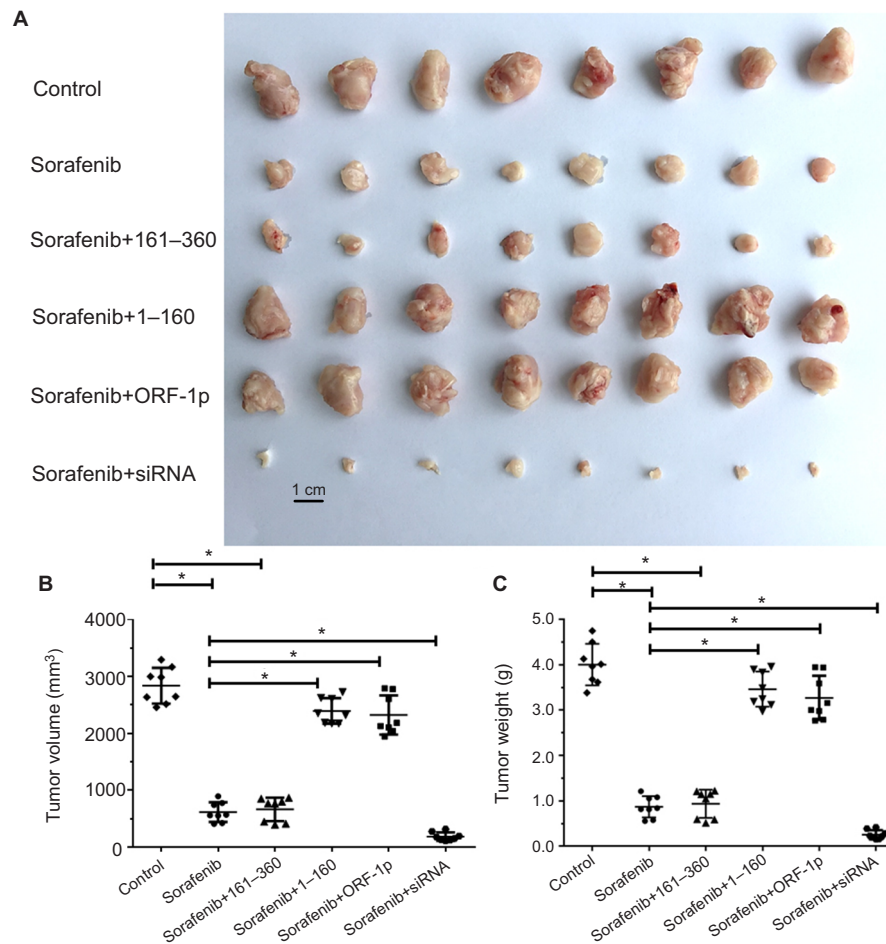 A
Control
Sorafenib
Sorafenib+161–360
Sorafenib+1–160
Sorafenib+ORF-1p
Sorafenib+siRNA
1 cm
B
*
*
*
*
*
Tumor volume (mm3)
4000
3000
2000
1000
0
Control
Sorafenib
Sorafenib+161–360
Sorafenib+1–160
Sorafenib+ORF-1p
Sorafenib+siRNA
C
*
*
*
*
*
Tumor weight (g)
5.0
4.0
3.0
2.0
1.0
0.0
Control
Sorafenib
Sorafenib+161–360
Sorafenib+1–160
Sorafenib+ORF-1p
Sorafenib+siRNA